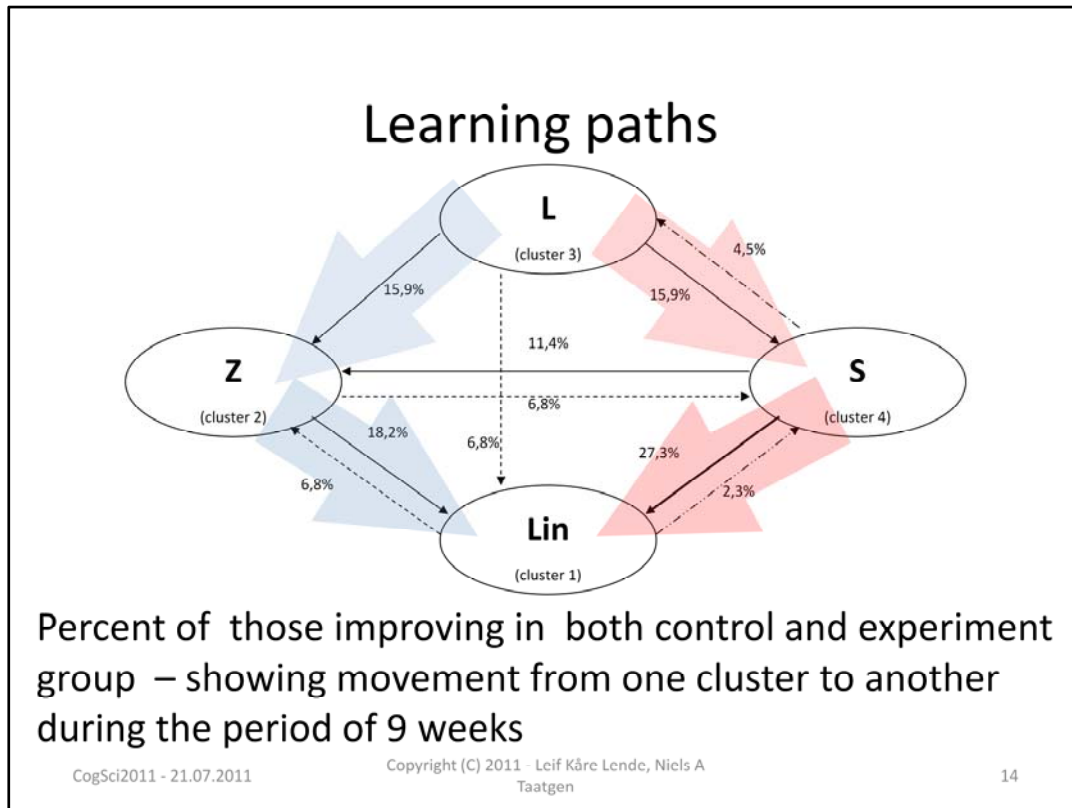 Learning paths
L
(cluster 3)
4,5%
15,9%
15,9%
11,4%
Z
(cluster 2)
S
(cluster 4)
6,8%
18,2%
6,8%
27,3%
6,8%
2,3%
Lin
(cluster 1)
Percent of those improving in both control and experiment
group – showing movement from one cluster to another
during the period of 9 weeks
CogSci2011 - 21.07.2011
Copyright (C) 2011 - Leif Kåre Lende, Niels A
Taatgen
14